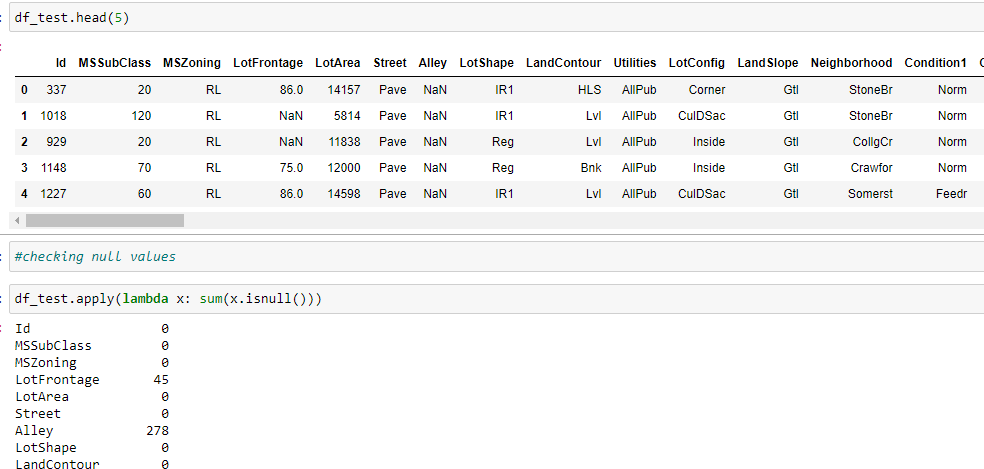 df_test.head(5)
Id MSSubClass MSZoning LotFrontage LotArea Street Alley LotShape LandContour Utilities LotConfig LandSlope Neighborhood Condition1
0 337 20 RL 86.0 14157 Pave NaN IR1 HLS AllPub Corner Gtl StoneBr Norm
1 1018 120 RL NaN 5814 Pave NaN IR1 Lvl AllPub CulDSac Gtl StoneBr Norm
2 929 20 RL NaN 11838 Pave NaN Reg Lvl AllPub Inside Gtl CollgCr Norm
3 1148 70 RL 75.0 12000 Pave NaN Reg Bnk AllPub Inside Gtl Crawfor Norm
4 1227 60 RL 86.0 14598 Pave NaN IR1 Lvl AllPub CulDSac Gtl Somerst Feedr
#checking null values
df_test.apply(lambda x: sum(x.isnull()))
Id 0
MSSubClass 0
MSZoning 0
LotFrontage 45
LotArea 0
Street 0
Alley 278
LotShape 0
LandContour 0